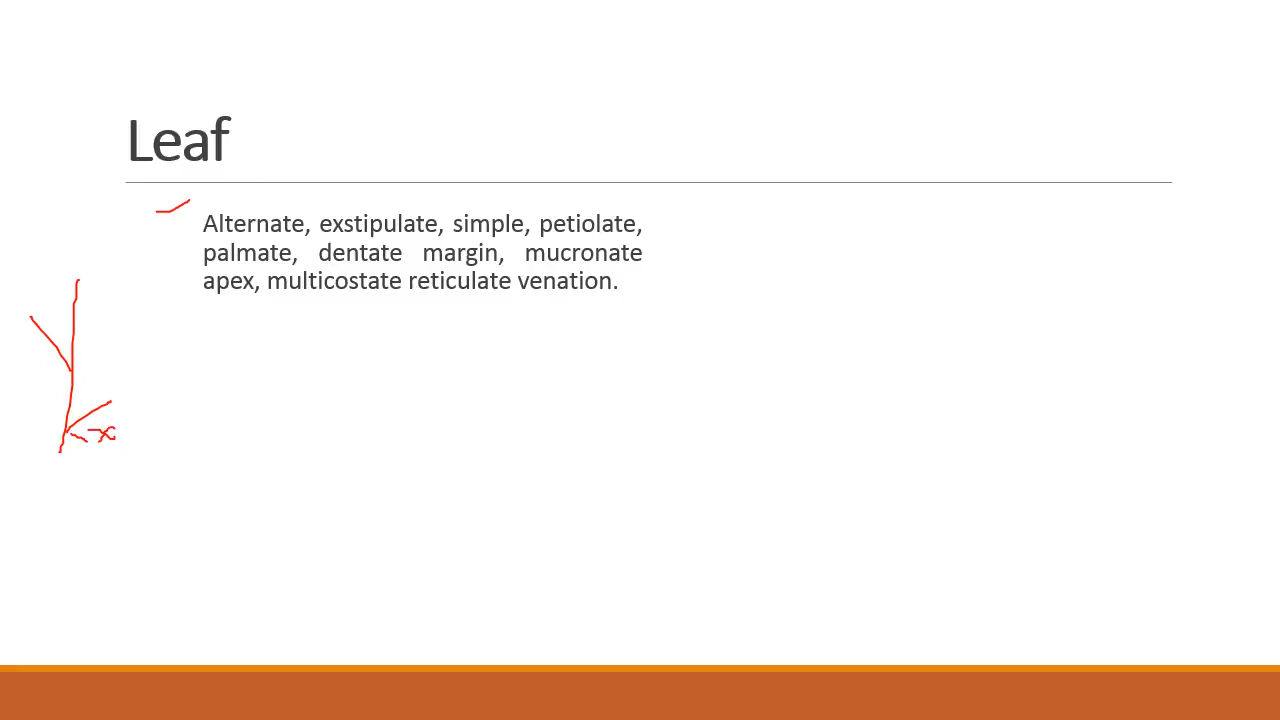 Leaf
Alternate, exstipulate, simple, petiolate,
palmate, dentate margin, mucronate
apex, multicostate reticulate venation.
x